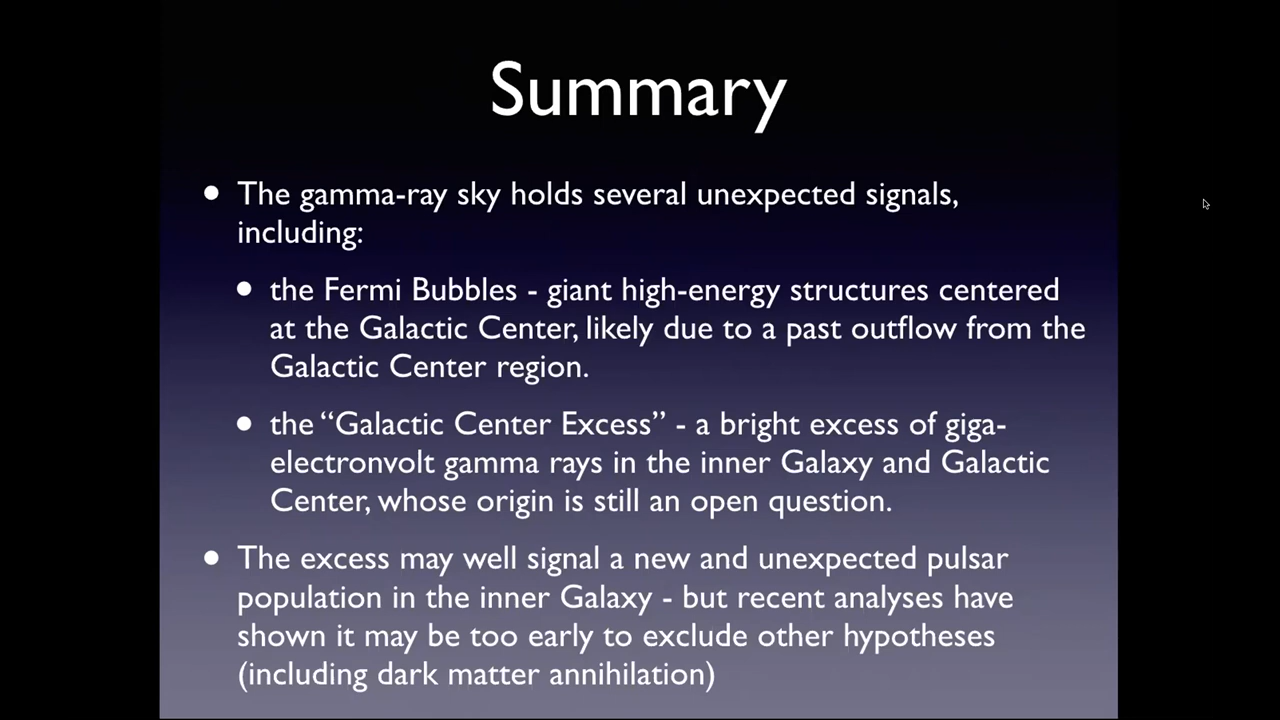 Summary
• The gamma-ray sky holds several unexpected signals,
including:
• the Fermi Bubbles - giant high-energy structures centered
at the Galactic Center, likely due to a past outflow from the
Galactic Center region.
• the “Galactic Center Excess” - a bright excess of giga-
electronvolt gamma rays in the inner Galaxy and Galactic
Center, whose origin is still an open question.
• The excess may well signal a new and unexpected pulsar
population in the inner Galaxy - but recent analyses have
shown it may be too early to exclude other hypotheses
(including dark matter annihilation)